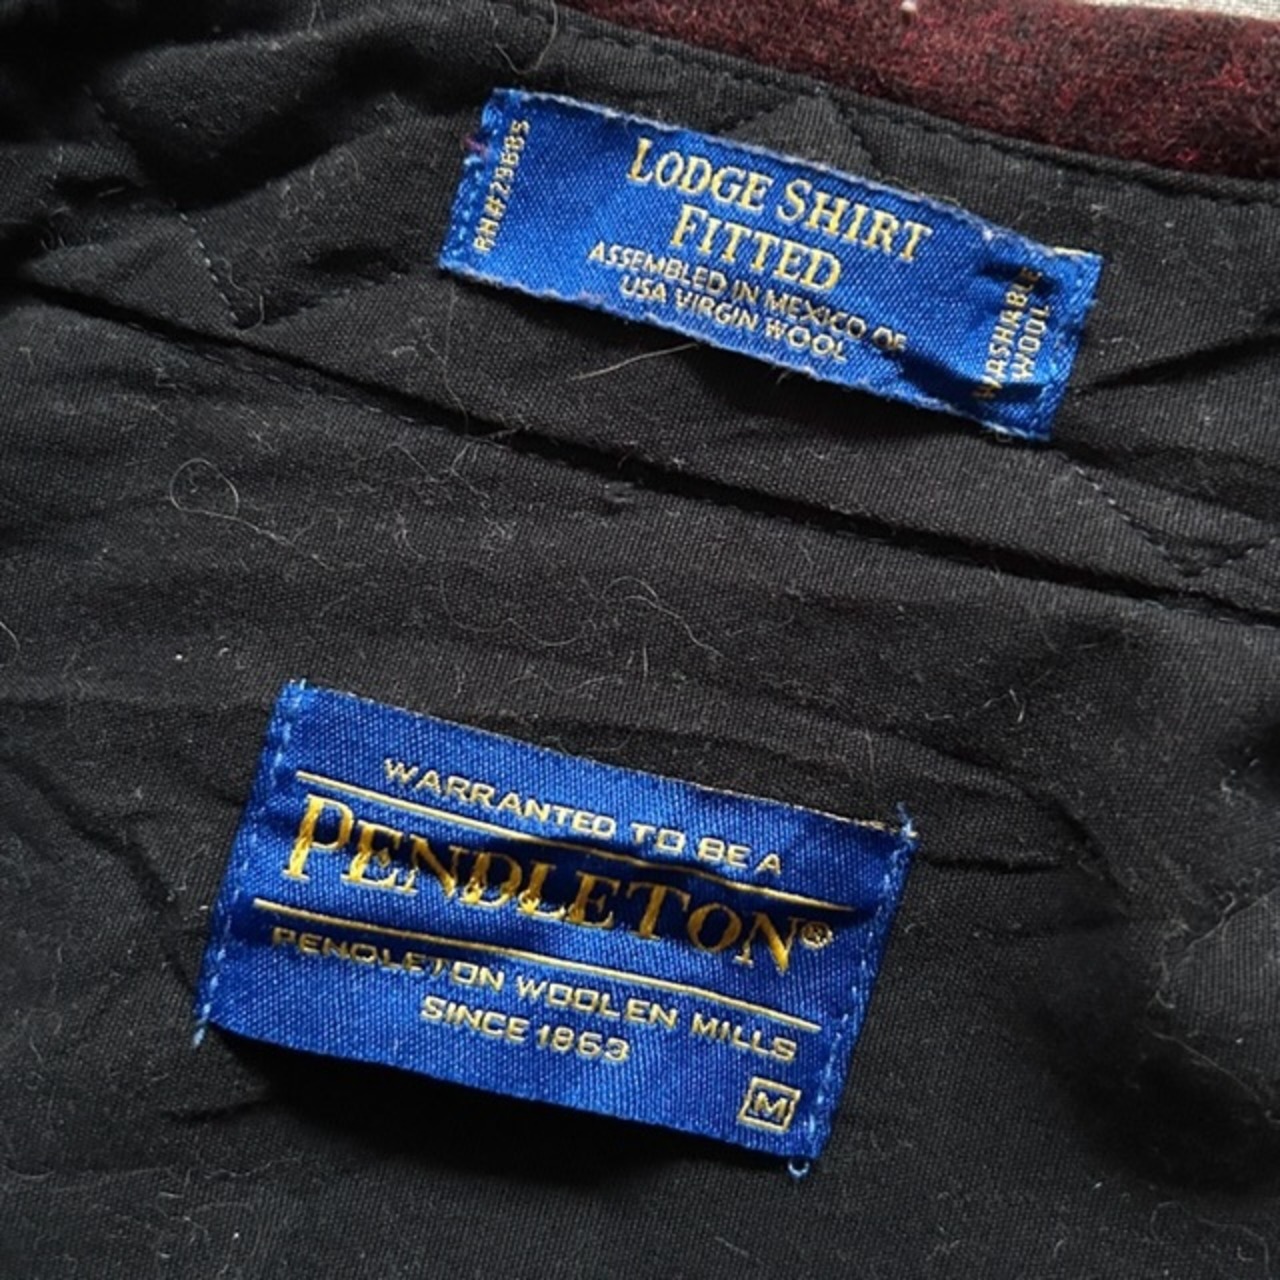 RN#29685
LODGE SHIRT
FITTED
ASSEMBLED IN MEXICO OF
USA VIRGIN WOOL
WASHABLE
WOOL
WARRANTED TO BE A
PENDLETON®
PENDLETON WOOLEN MILLS
SINCE 1863
M